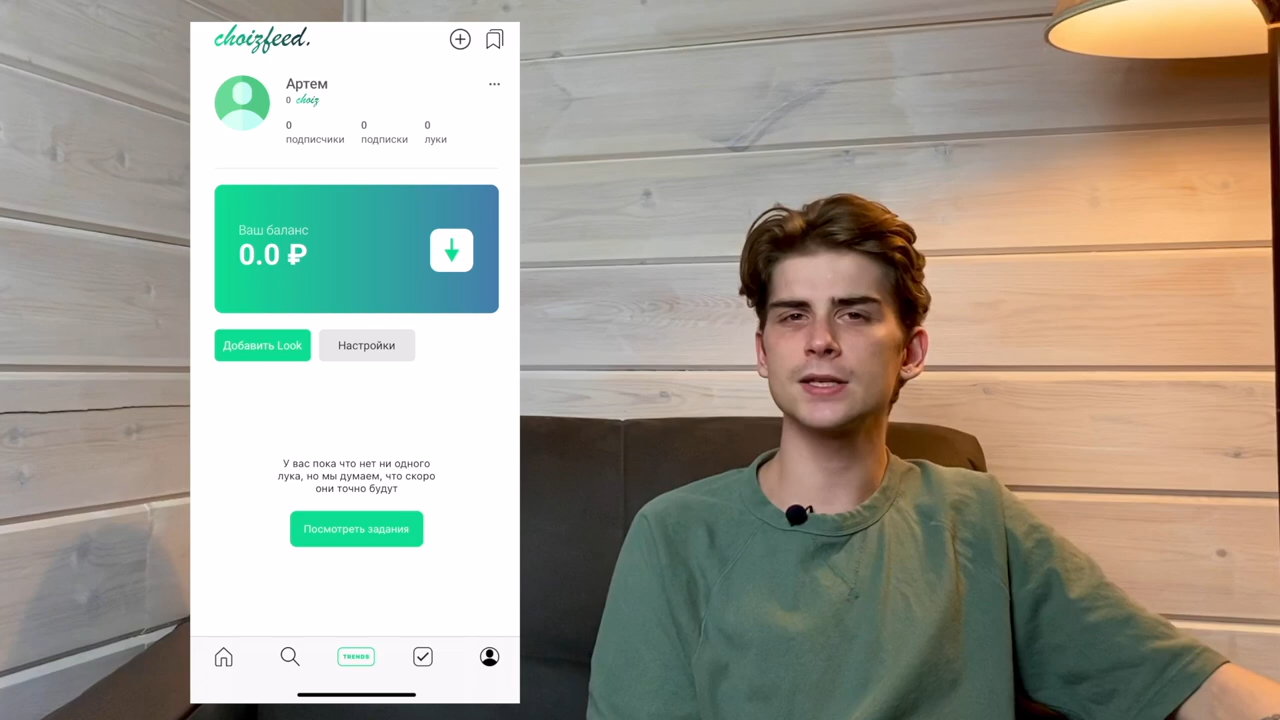 choizfeed.
Артем
0 choiz
0 0 0
подписчики подписки луки
Ваш баланс
0.0 ₽
Добавить Look Настройки
У вас пока что нет ни одного
лука, но мы думаем, что скоро
они точно будут
Посмотреть задания
TRENDS